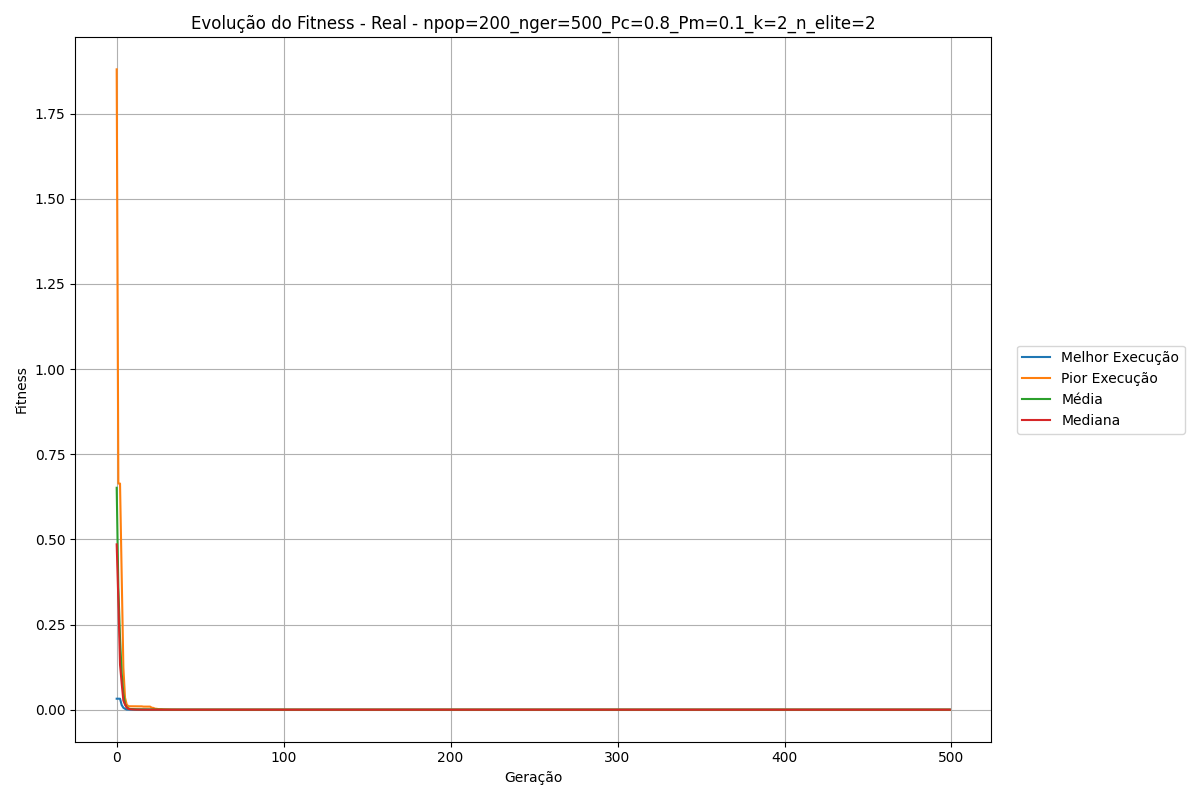 Evolução do Fitness - Real - npop=200_nger=500_Pc=0.8_Pm=0.1_k=2_n_elite=2
1.75
1.50
1.25
1.00
0.75
0.50
0.25
0.00
Fitness
0 100 200 300 400 500
Geração
Melhor Execução
Pior Execução
Média
Mediana